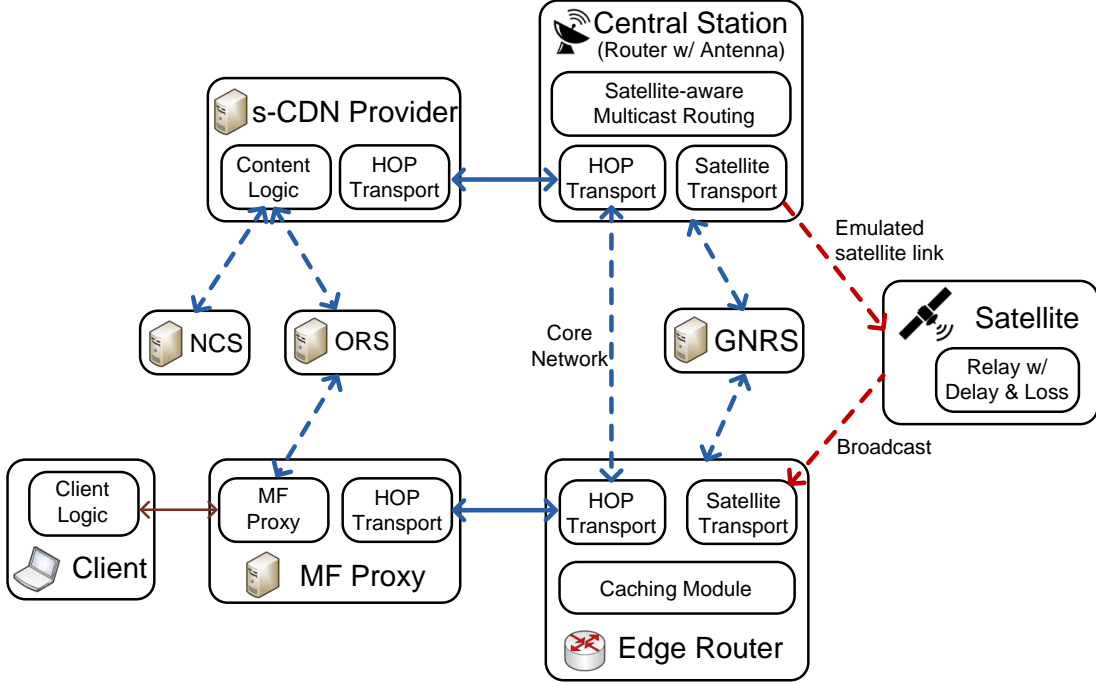 Central Station
(Router w/ Antenna)
Satellite-aware
Multicast Routing
HOP
Transport
Satellite
Transport
s-CDN Provider
Content
Logic
HOP
Transport
Emulated
satellite link
NCS
ORS
Core
Network
GNRS
Satellite
Relay w/
Delay & Loss
Broadcast
Client
Logic
Client
MF
Proxy
HOP
Transport
MF Proxy
HOP
Transport
Satellite
Transport
Caching Module
Edge Router